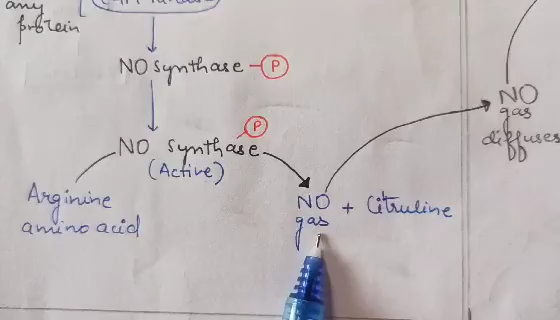 any
protein
NO synthase - P
NO synthase P
(Active)
Arginine
amino acid
NO + Citruline
gas
NO
gas
diffuses